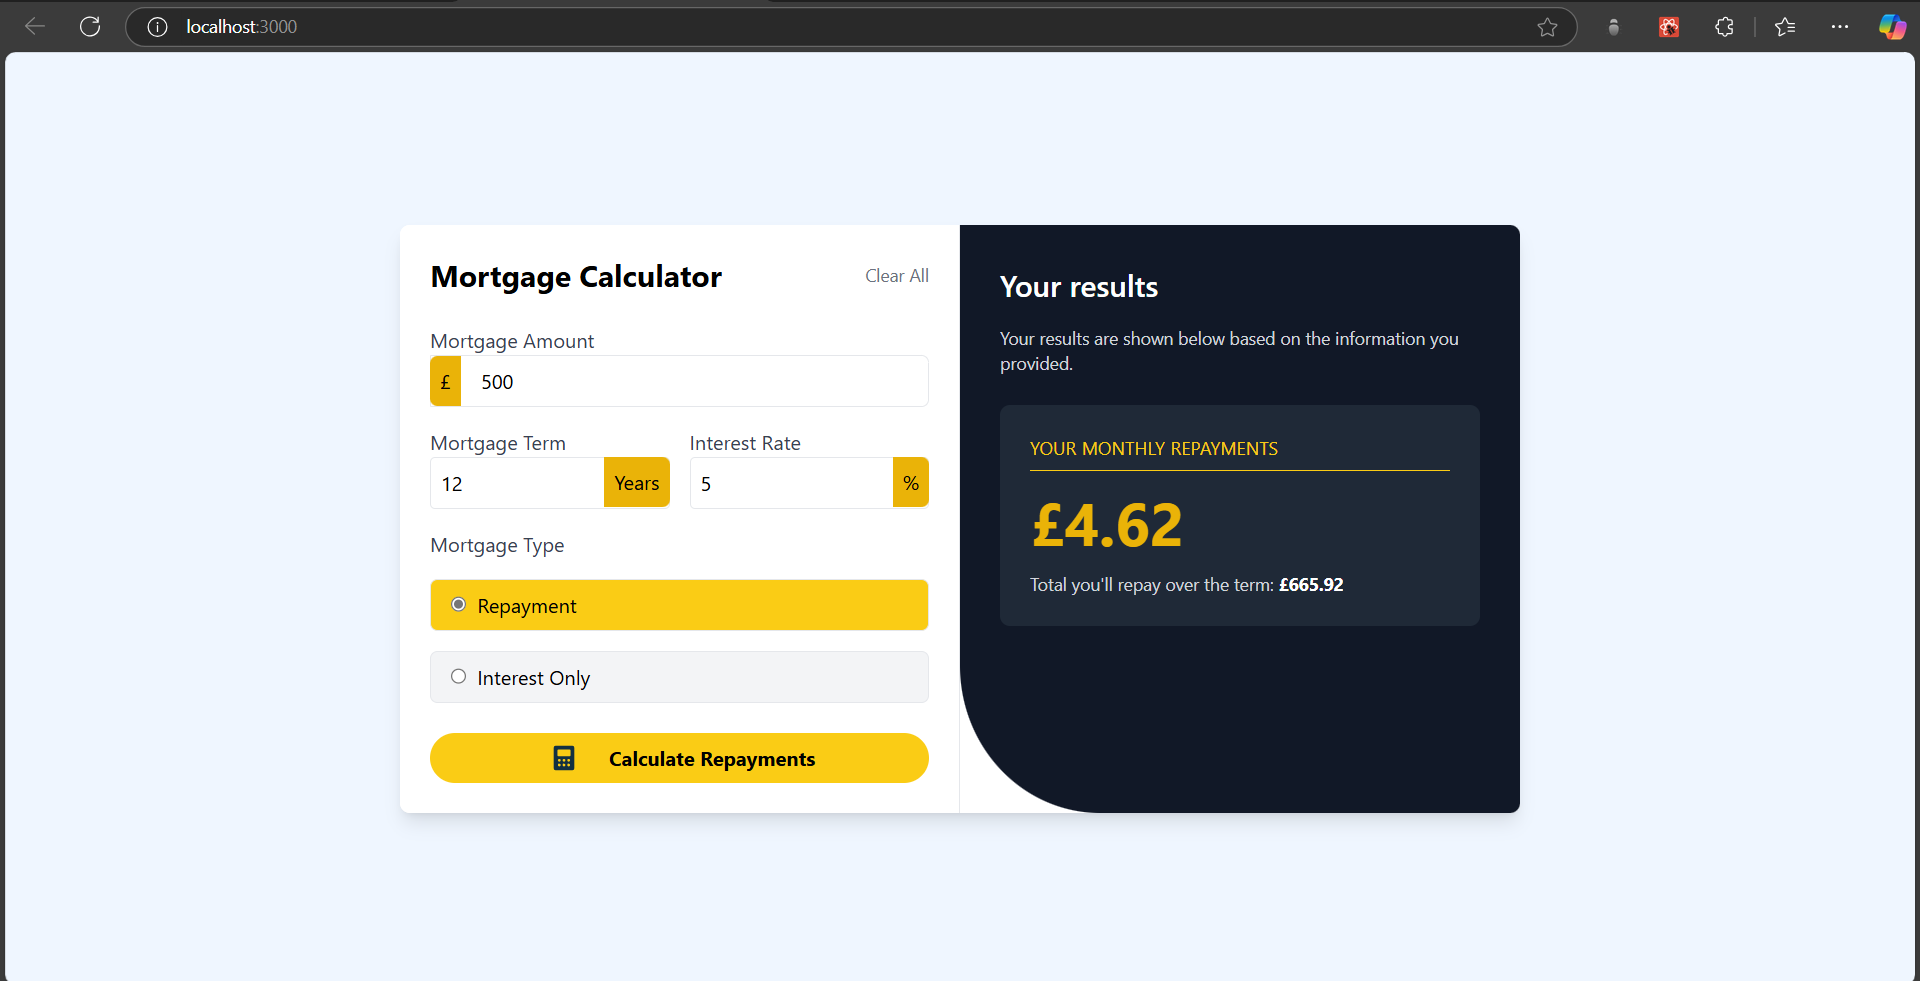 localhost:3000
Mortgage Calculator
Clear All
Mortgage Amount
£ 500
Mortgage Term
Interest Rate
12 Years
5 %
Mortgage Type
Repayment
Interest Only
Calculate Repayments
Your results
Your results are shown below based on the information you
provided.
YOUR MONTHLY REPAYMENTS
£4.62
Total you'll repay over the term: £665.92